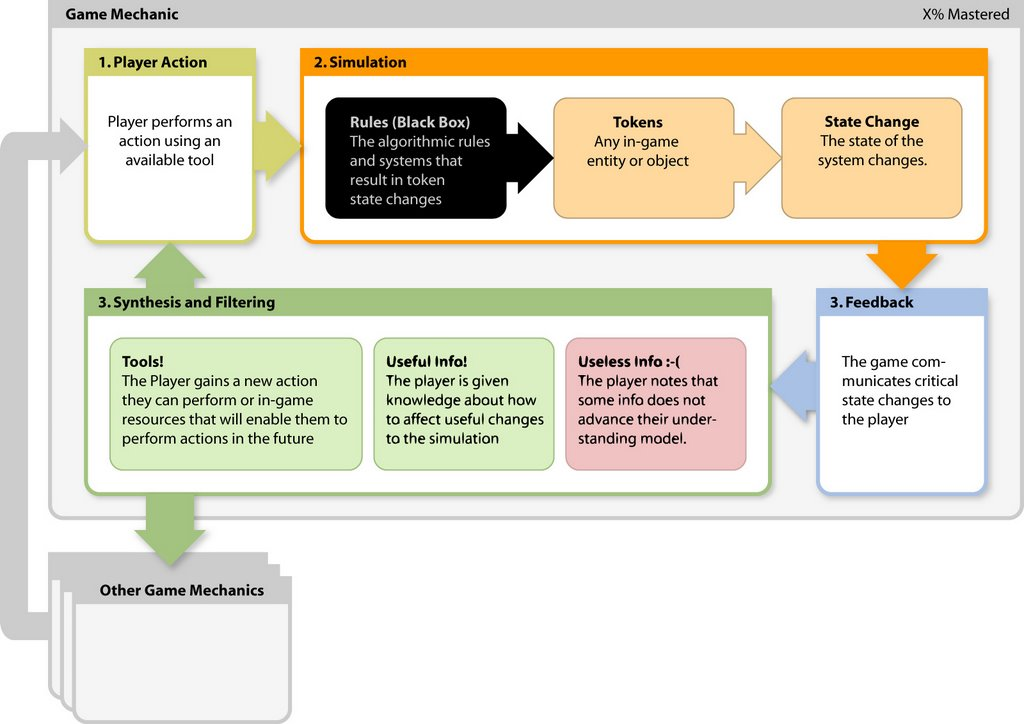 Game Mechanic
X% Mastered
1. Player Action
Player performs an
action using an
available tool
2. Simulation
Rules (Black Box)
The algorithmic rules
and systems that
result in token
state changes
Tokens
Any in-game
entity or object
State Change
The state of the
system changes.
3. Feedback
The game com-
municates critical
state changes to
the player
3. Synthesis and Filtering
Tools!
The Player gains a new action
they can perform or in-game
resources that will enable them to
perform actions in the future
Useful Info!
The player is given
knowledge about how
to affect useful changes
to the simulation
Useless Info :-(
The player notes that
some info does not
advance their under-
standing model.
Other Game Mechanics